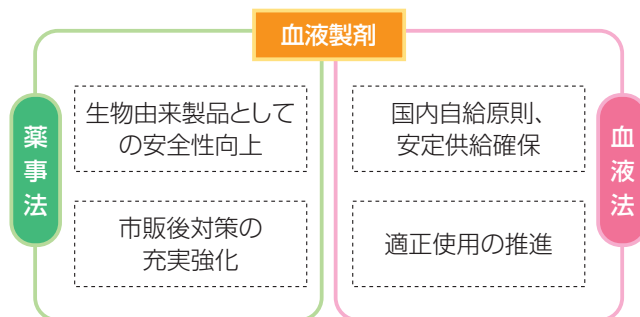 血液製剤
薬事法
生物由来製品として
の安全性向上
市販後対策の
充実強化
国内自給原則、
安定供給確保
適正使用の推進
血液法